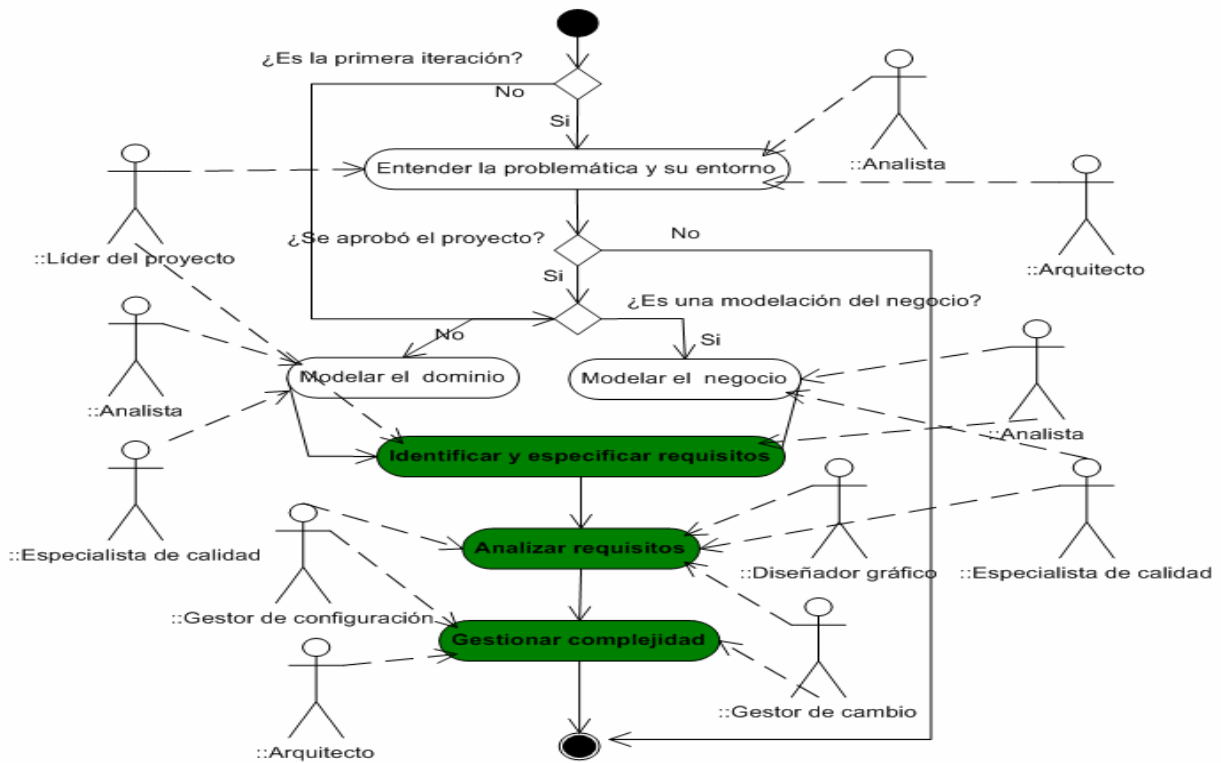 ¿Es la primera iteración?
No
Si
Entender la problemática y su entorno
::Analista
::Líder del proyecto
¿Se aprobó el proyecto?
No
::Arquitecto
Si
¿Es una modelación del negocio?
No
Si
Modelar el dominio
Modelar el negocio
::Analista
::Analista
Identificar y especificar requisitos
::Especialista de calidad
Analizar requisitos
::Diseñador gráfico
::Especialista de calidad
::Gestor de configuración
Gestionar complejidad
::Gestor de cambio
::Arquitecto